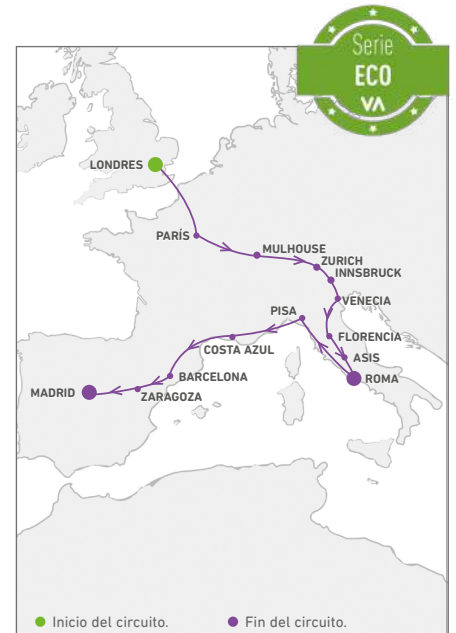 Serie
ECO
VA
LONDRES
PARÍS
MULHOUSE
ZURICH
INNSBRUCK
VENECIA
PISA
FLORENCIA
COSTA AZUL
ASIS
BARCELONA
ROMA
MADRID
ZARAGOZA
Inicio del circuito.
Fin del circuito.